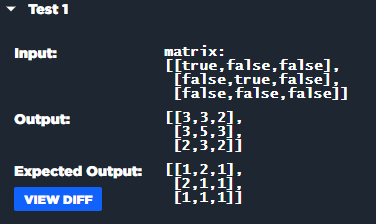 Test 1
Input:
matrix:
[[true,false,false],
[false,true,false],
[false,false,false]]
Output:
[[3,3,2],
[3,5,3],
[2,3,2]]
Expected Output:
[[1,2,1],
[2,1,1],
[1,1,1]]
VIEW DIFF